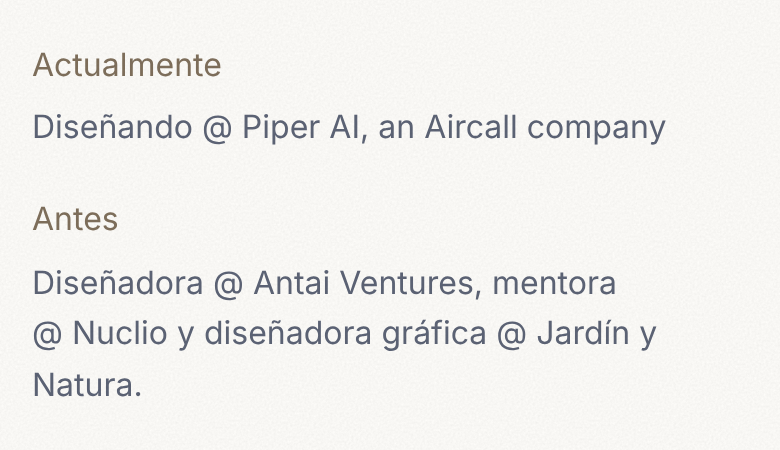 Actualmente
Diseñando @ Piper AI, an Aircall company
Antes
Diseñadora @ Antai Ventures, mentora
@ Nuclio y diseñadora gráfica @ Jardín y
Natura.